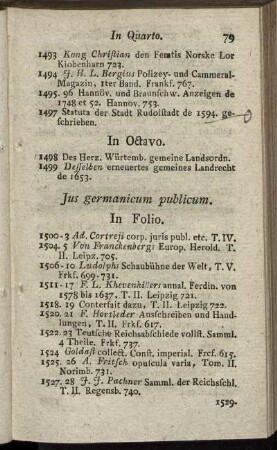 In Quarto. 79
1493 Kong Christian den Femtis Norske Lov
Kiobenharn 723.
1494 J. H. L. Bergius Polizey- und Cammeral-
Magazin, 1ter Band. Frankf. 767.
1495. 96 Hannöv. und Braunschw. Anzeigen de
1748 et 52. Hannov. 753.
1497 Statuta der Stadt Rudolstadt de 1594. ge-
schrieben.
In Octavo.
1498 Des Herz. Würtemb. gemeine Landsordn.
1499 Desselben erneuertes gemeines Landrecht
de 1653.
Jus germanicum publicum.
In Folio.
1500-3 Ad. Cortreji corp. juris publ. etc. T. IV.
1504. 5 Von Franckenbergs Europ. Herold. T.
II. Leipz. 705.
1506-10 Ludolphs Schaubühne der Welt, T. V.
Frkf. 699-731.
1511-17 F. L. Khevenhillers annal. Ferdin. von
1578 bis 1637, T. II. Leipzig 721.
1518. 19 Conterfait dazu, T. II. Leipzig 722.
1520. 21 F. Hortleder Ausschreiben und Hand-
lungen, T. II. Frkf. 617.
1522. 23 Teutsche Reichsabschiede vollst. Samml.
4 Theile. Frkf. 737.
1524 Goldast collect. Const. imperial. Frcf. 615.
1525. 26 A. Fritsch opuscula varia, Tom. II.
Norimb. 731.
1527. 28 J. J. Pachner Samml. der Reichsschl.
T. II. Regensb. 740.
1529-